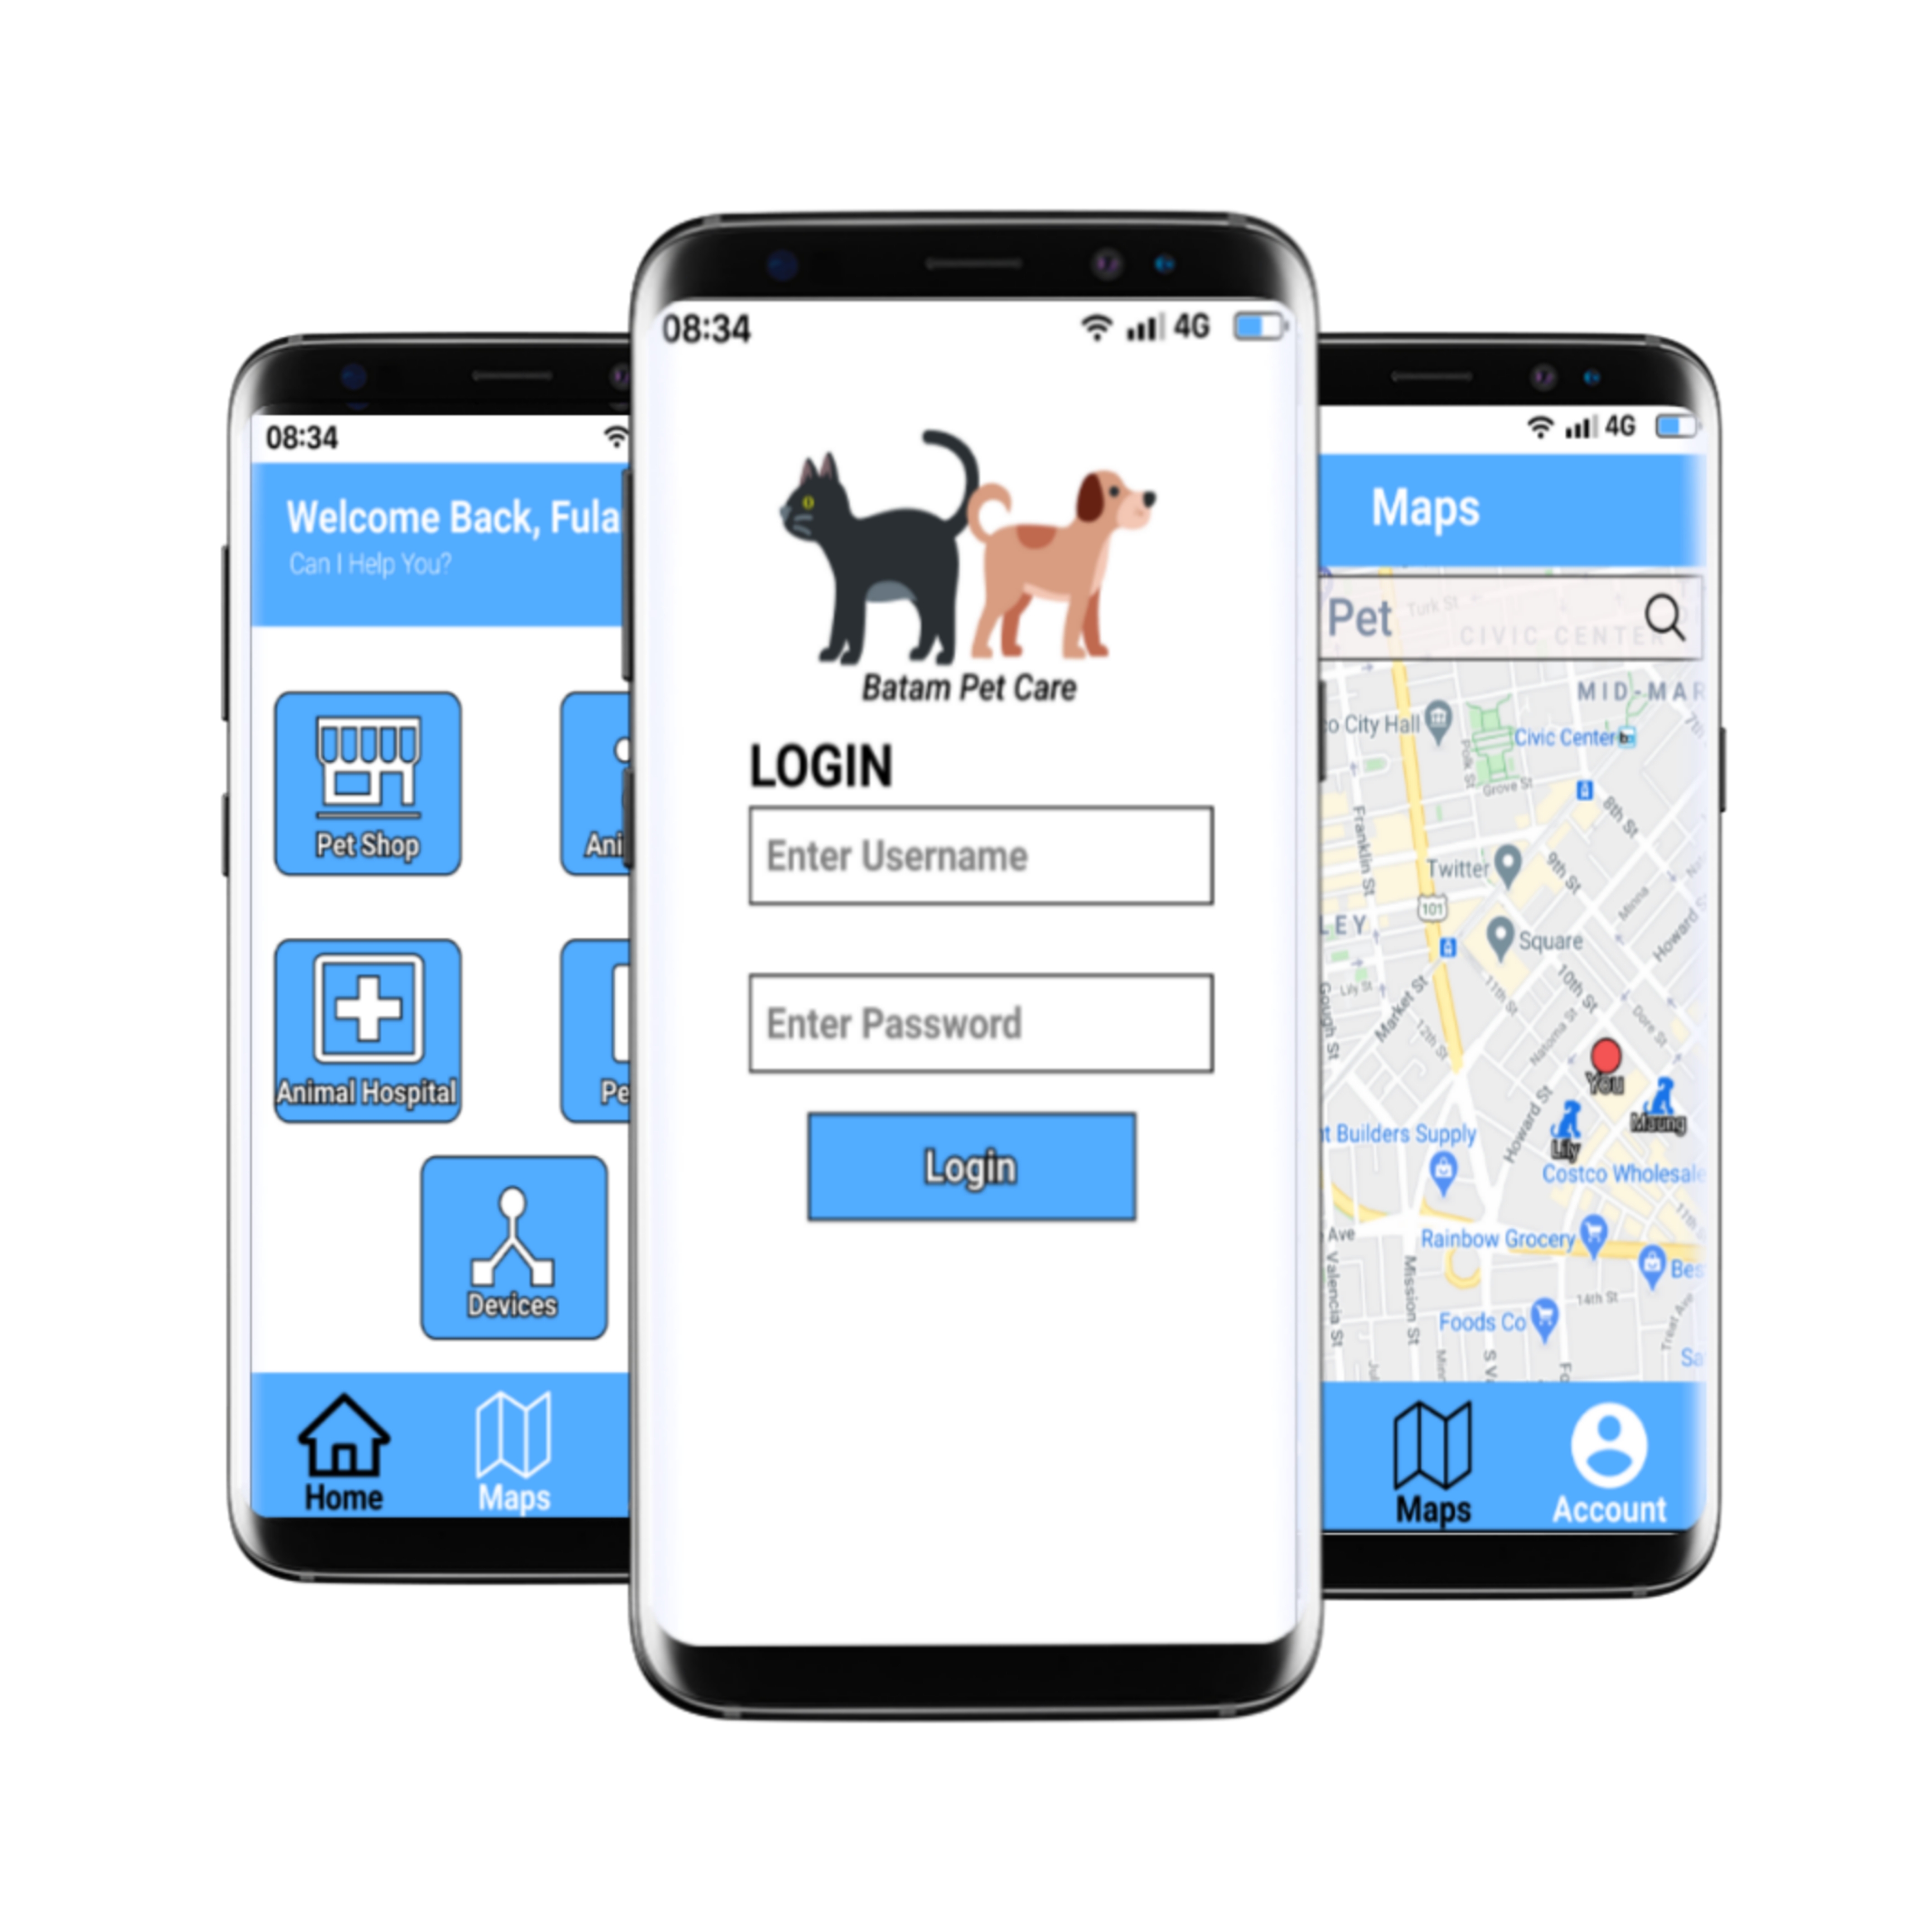 08:34
Welcome Back, Fula
Can I Help You?
Pet Shop
Ani
Animal Hospital
Pe
Devices
Home
Maps
08:34
4G
Batam Pet Care
LOGIN
Enter Username
Enter Password
Login
4G
Maps
Pet
Turk St
CIVIC CENTER
MID-MAR
7th
co City Hall
Civic Center
Polk St
Grove St
8th St
Franklin St
Twitter
9th St
101
LEY
Square
Howard S
Lily St
Gough St
Market St
11th St
10th St
12th St
Natoma St
Dore St
You
Maung
Lily
Howard St
nt Builders Supply
Costco Wholesale
11th
Ave
Rainbow Grocery
Bes
Valencia St
Mission St
14th St
Treat Ave
Foods Co
Sa
S Va
Fo
Maps
Account